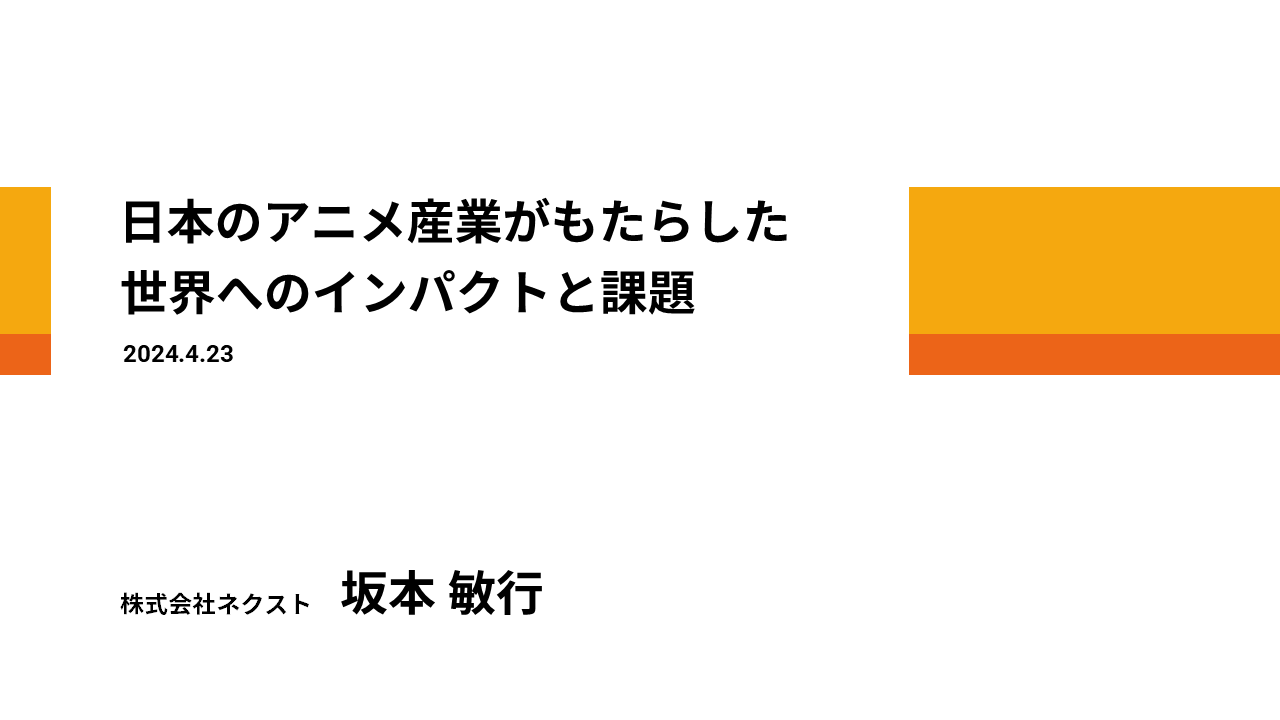 日本のアニメ産業がもたらした
世界へのインパクトと課題
2024.4.23
株式会社ネクスト 坂本 敏行